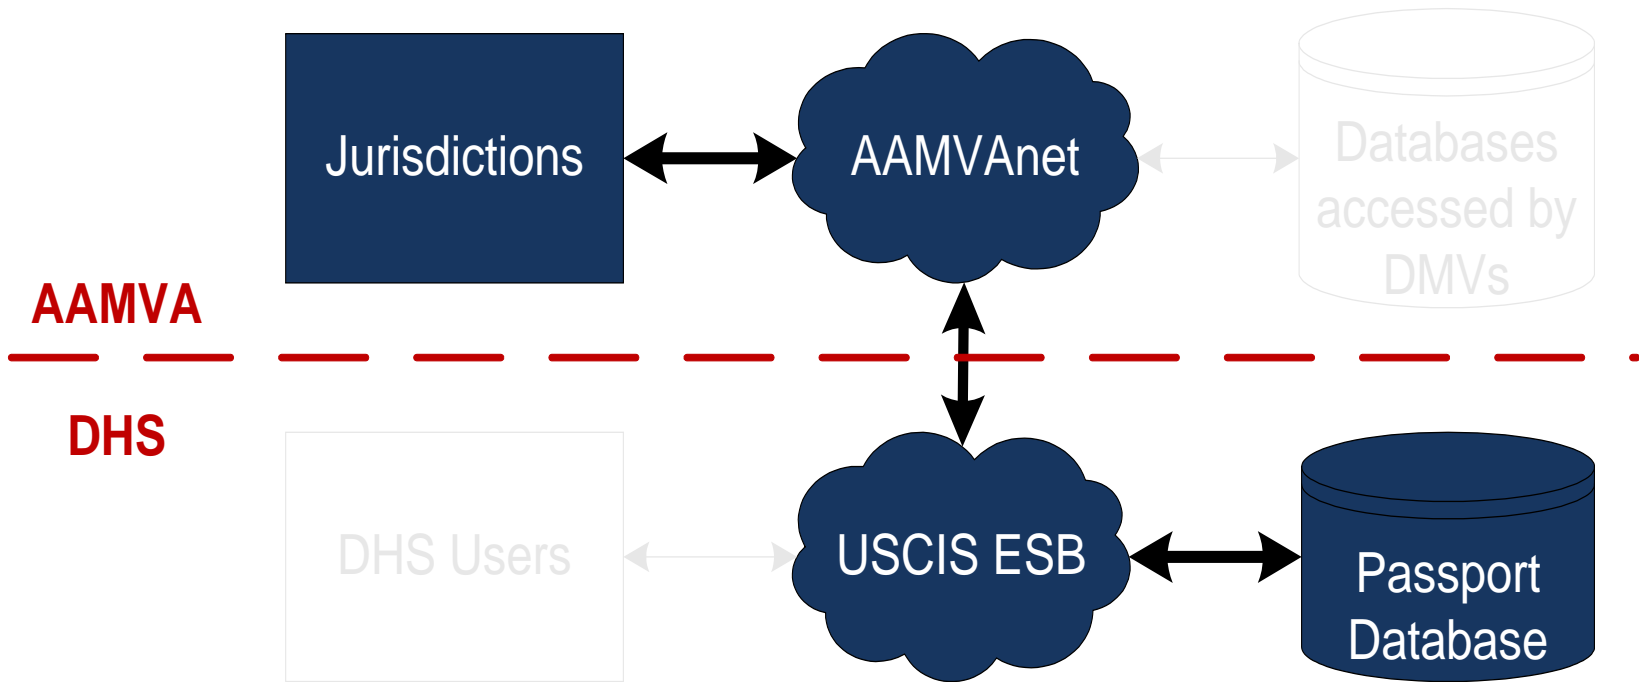 Jurisdictions
AAMVAnet
Databases
accessed by
DMVs
AAMVA
DHS
DHS Users
USCIS ESB
Passport
Database